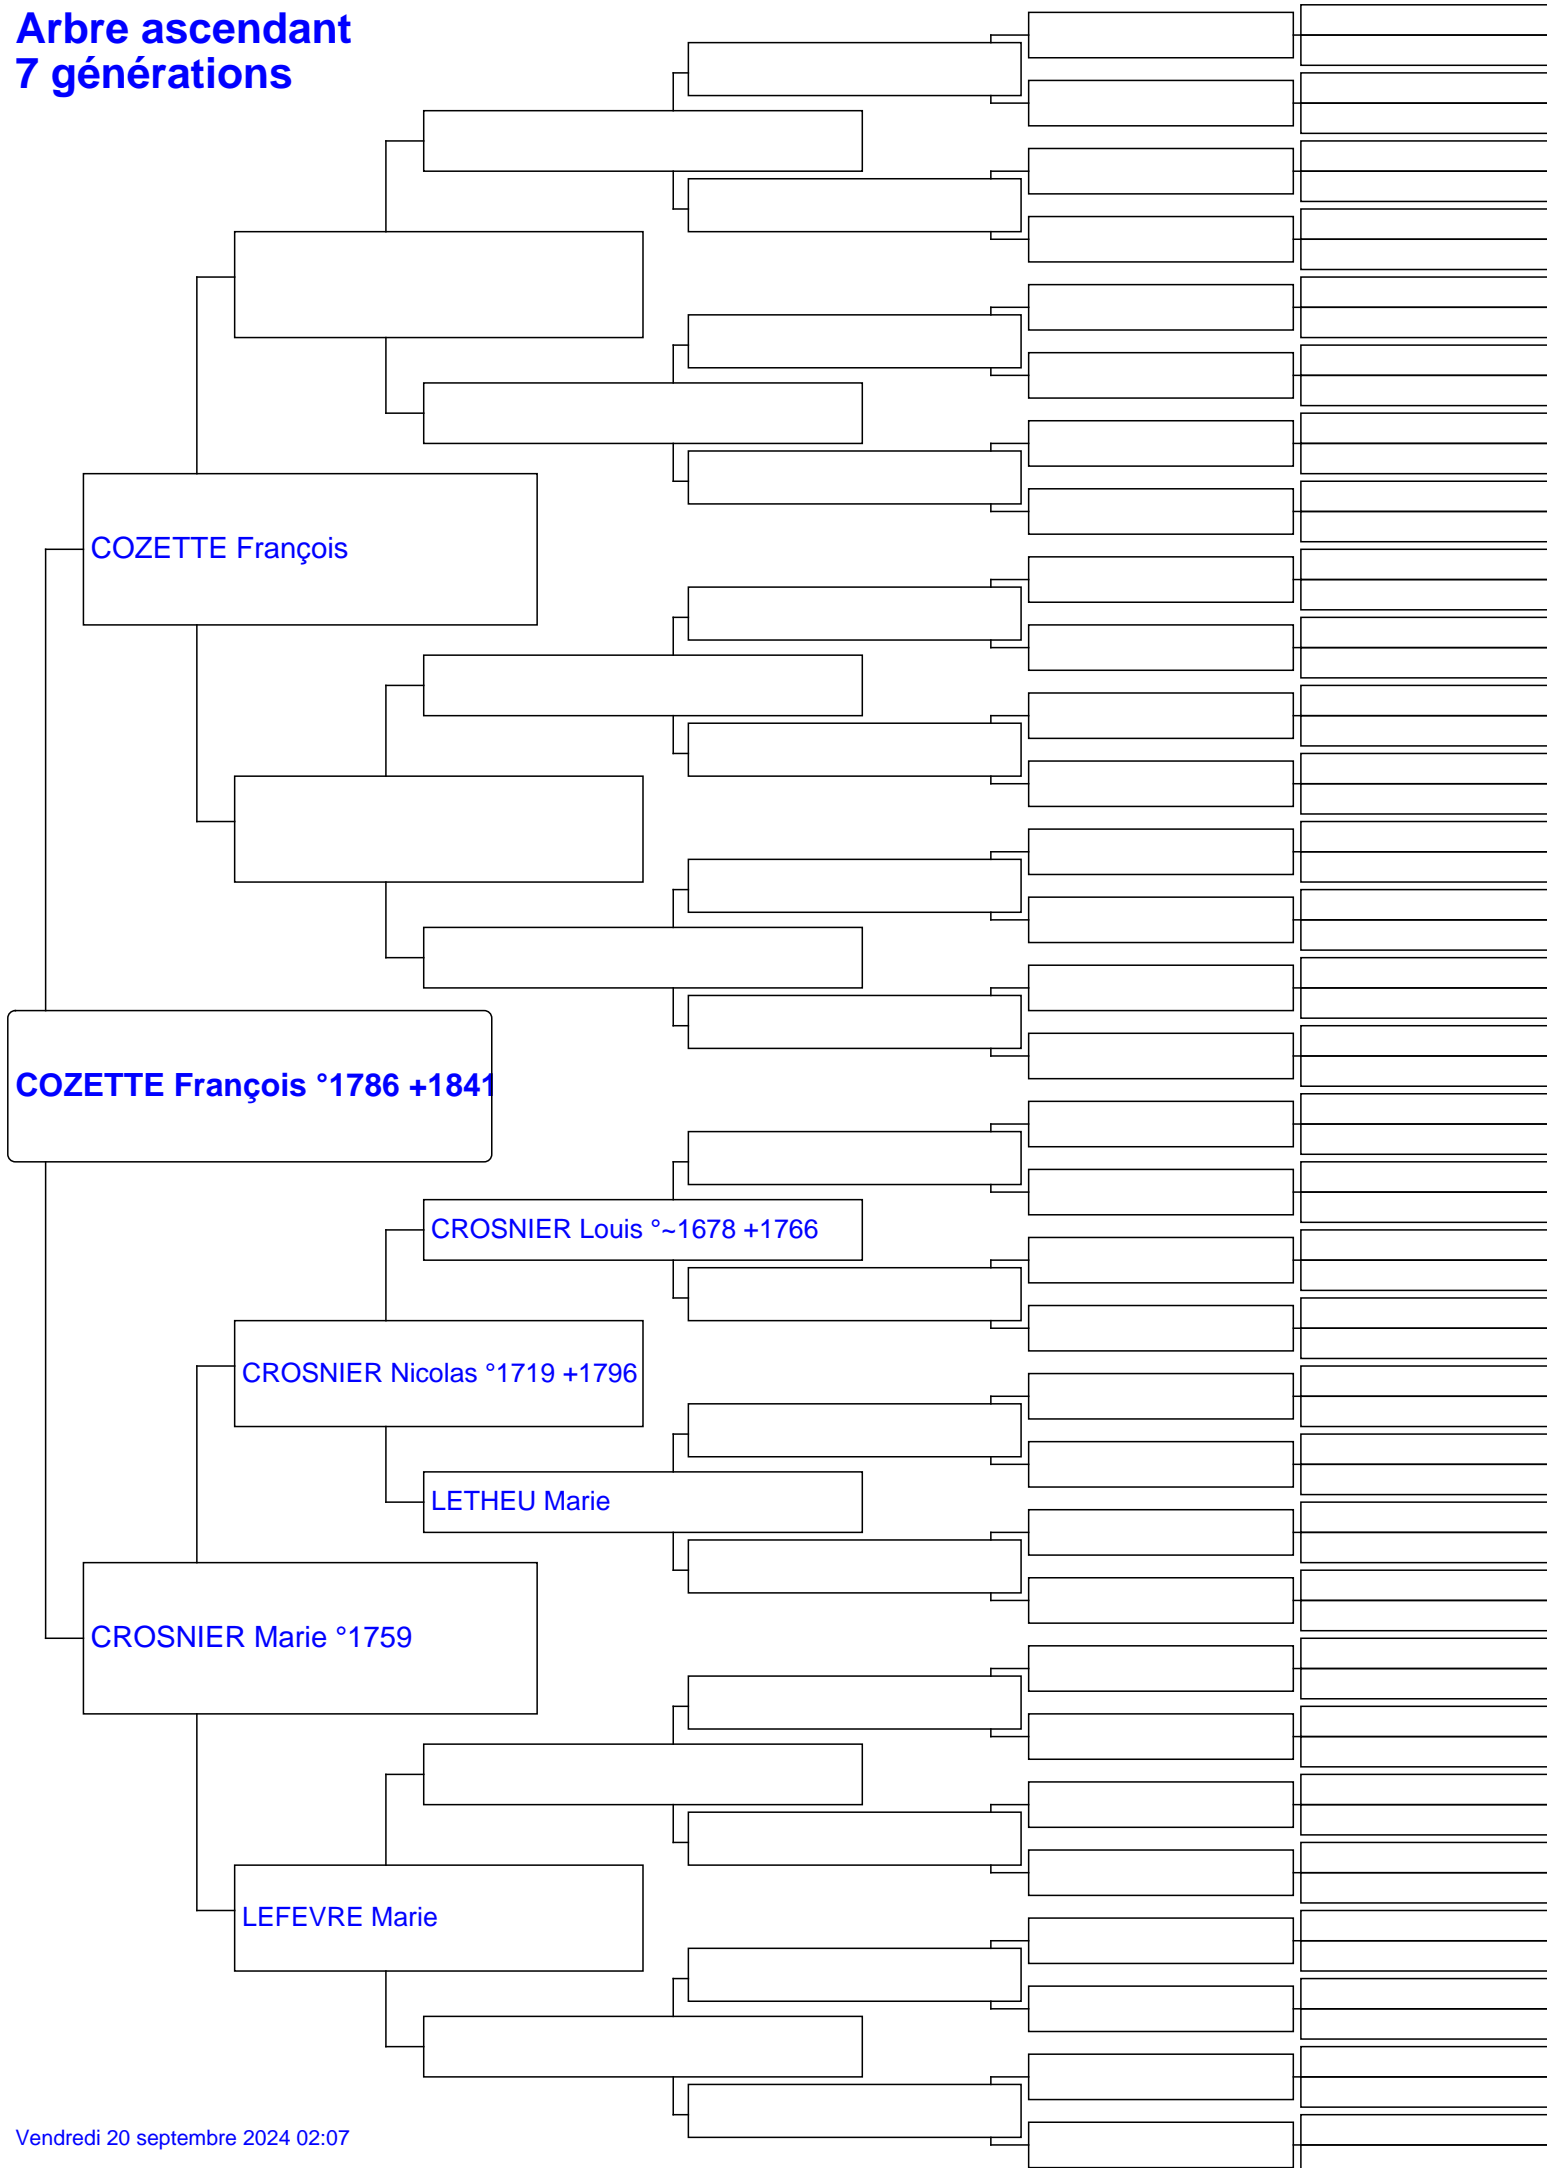 Arbre ascendant
7 générations
COZETTE François
COZETTE François °1786 +1841
CROSNIER Louis °~1678 +1766
CROSNIER Nicolas °1719 +1796
LETHEU Marie
CROSNIER Marie °1759
LEFEVRE Marie
Vendredi 20 septembre 2024 02:07